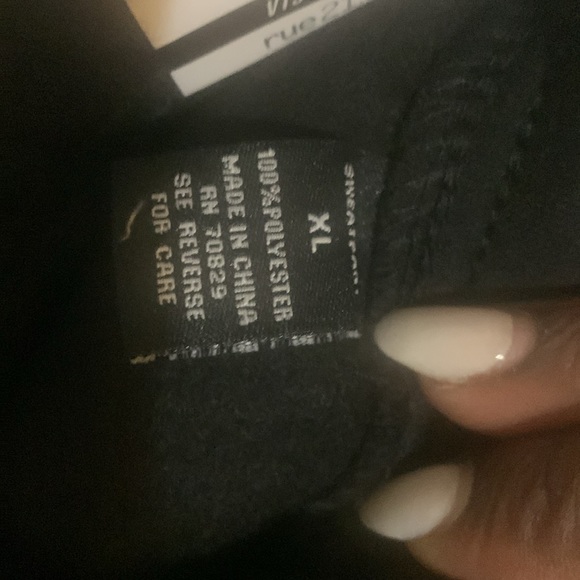 rue21
XL
100% POLYESTER
MADE IN CHINA
RN 70829
SEE REVERSE
FOR CARE